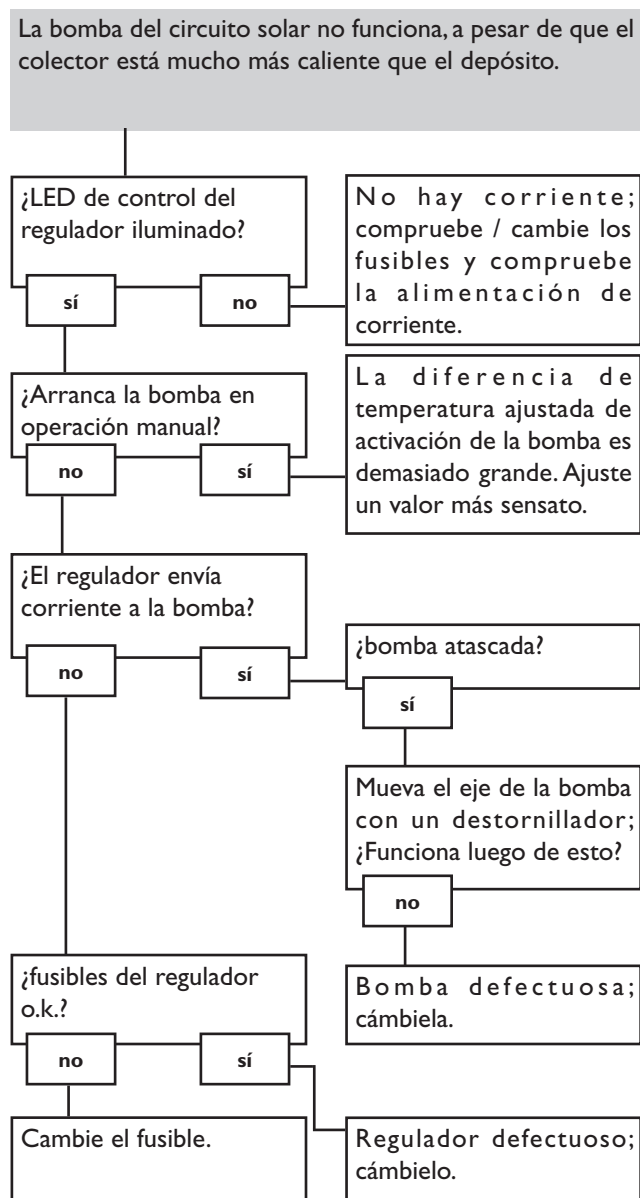 La bomba del circuito solar no funciona, a pesar de que el
colector está mucho más caliente que el depósito.
¿LED de control del
regulador iluminado?
sí
no
No hay corriente;
compruebe / cambie los
fusibles y compruebe
la alimentación de
corriente.
¿Arranca la bomba en
operación manual?
no
sí
La diferencia de
temperatura ajustada de
activación de la bomba es
demasiado grande. Ajuste
un valor más sensato.
¿El regulador envía
corriente a la bomba?
no
sí
¿bomba atascada?
sí
Mueva el eje de la bomba
con un destornillador;
¿Funciona luego de esto?
no
Bomba defectuosa;
cámbiela.
¿fusibles del regulador
o.k.?
no
sí
Cambie el fusible.
Regulador defectuoso;
cámbielo.